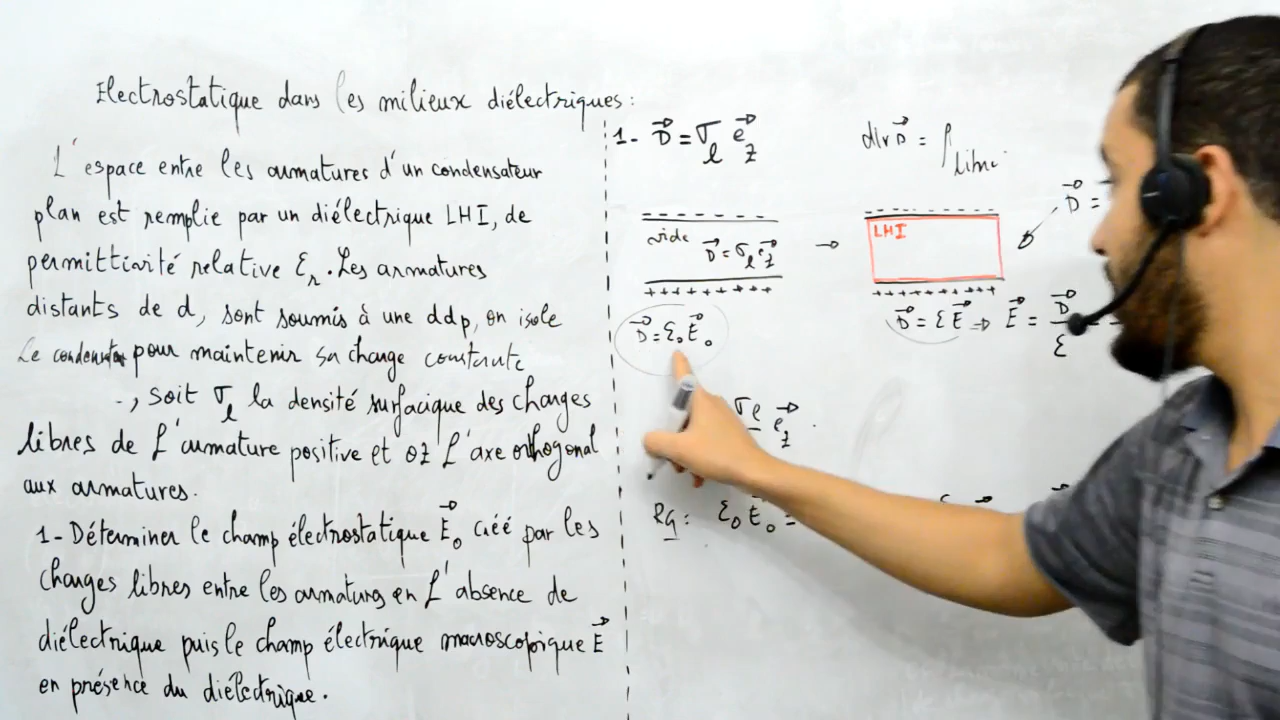 Electrostatique dans les milieux diélectriques :
L'espace entre les armatures d'un condensateur
plan est remplie par un diélectrique LHI, de
permittivité relative εr. Les armatures
distants de d, sont soumis à une ddp, on isole
Le condensat pour maintenir sa charge constante
, soit σl la densité surfacique des charges
libres de l'armature positive et oz l'axe orthogonal
aux armatures.
1- Déterminer le champ électrostatique E⃗0 créé par les
charges libres entre les armatures en l'absence de
diélectrique puis le champ électrique macroscopique E⃗
en présence du diélectrique.
1- D⃗ = σl e⃗z
div D⃗ = ρlibre
D⃗ =
- - - - - - -
vide D⃗ = σl e⃗z
+ + + + + + + + +
→
- - - - - - - -
LHI
+ + + + + + + + +
D⃗ = ε0 E⃗0
D⃗ = ε E⃗ → E⃗ = D⃗/ε =
σl e⃗z .
Rq : ε0 E⃗0 =